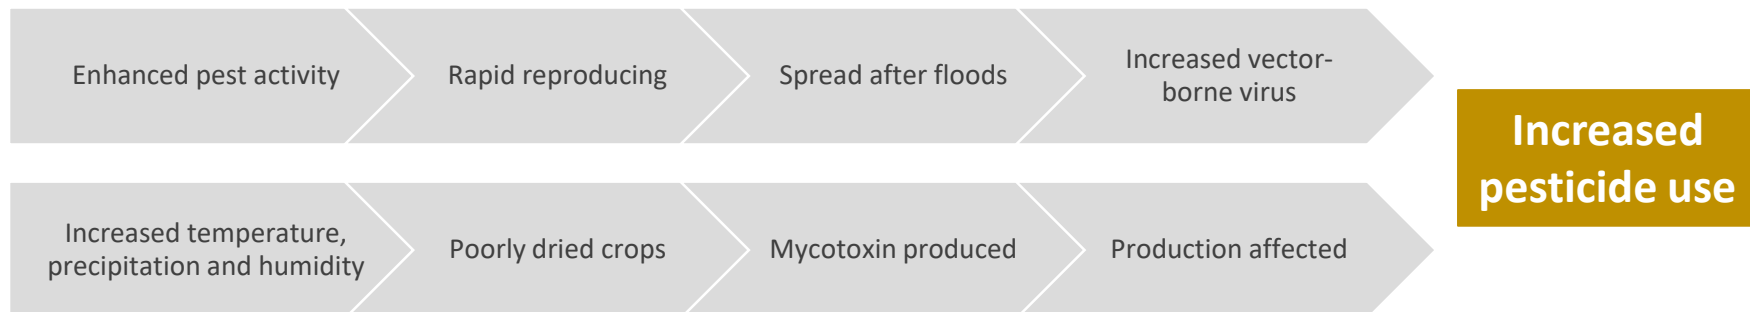 Enhanced pest activity
Rapid reproducing
Spread after floods
Increased vector-
borne virus
Increased
pesticide use
Increased temperature,
precipitation and humidity
Poorly dried crops
Mycotoxin produced
Production affected